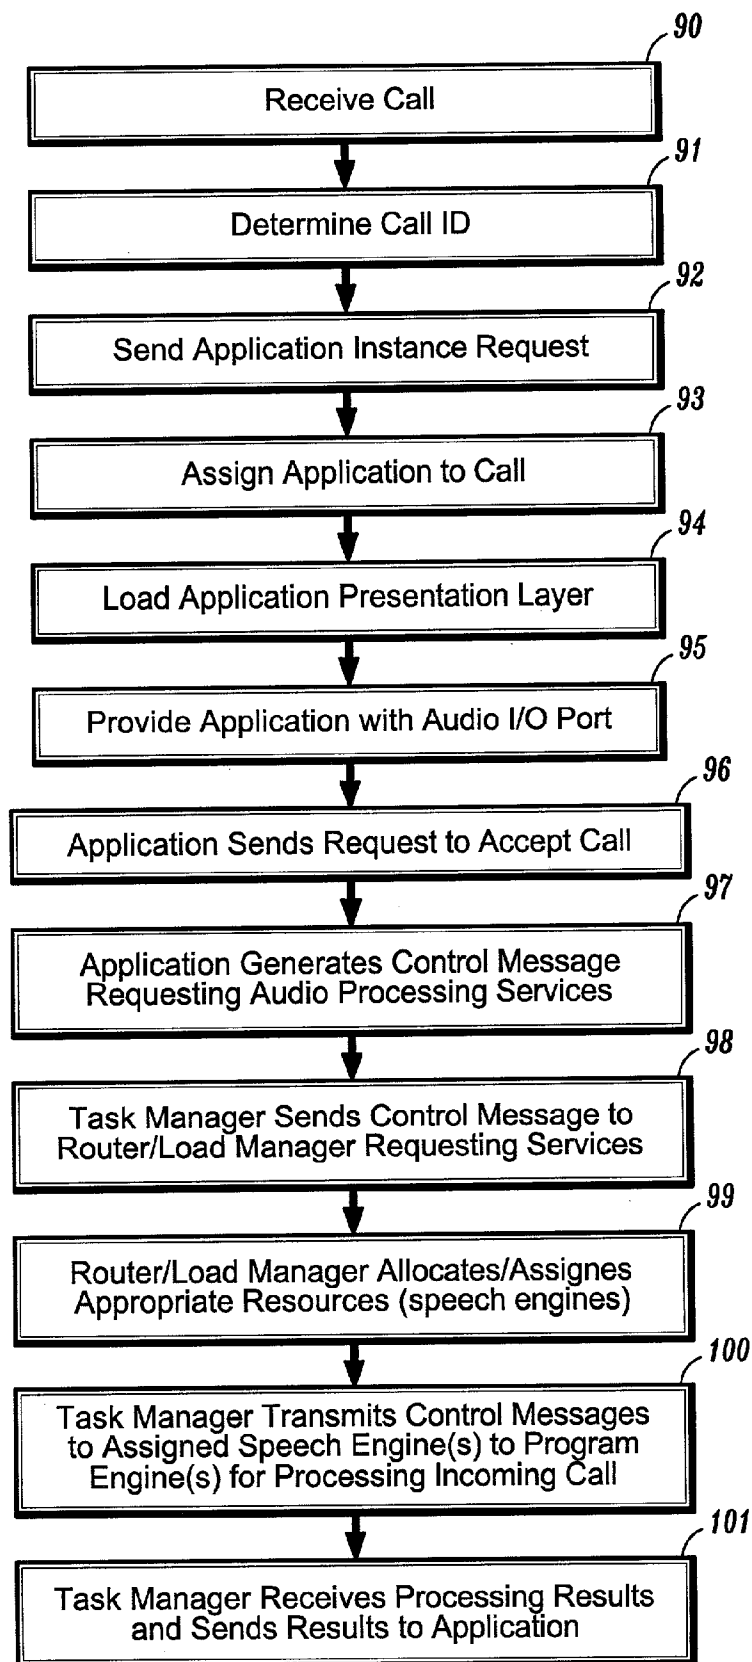 90
Receive Call
91
Determine Call ID
92
Send Application Instance Request
93
Assign Application to Call
94
Load Application Presentation Layer
95
Provide Application with Audio I/O Port
96
Application Sends Request to Accept Call
97
Application Generates Control Message
Requesting Audio Processing Services
98
Task Manager Sends Control Message to
Router/Load Manager Requesting Services
99
Router/Load Manager Allocates/Assignes
Appropriate Resources (speech engines)
100
Task Manager Transmits Control Messages
to Assigned Speech Engine(s) to Program
Engine(s) for Processing Incoming Call
101
Task Manager Receives Processing Results
and Sends Results to Application